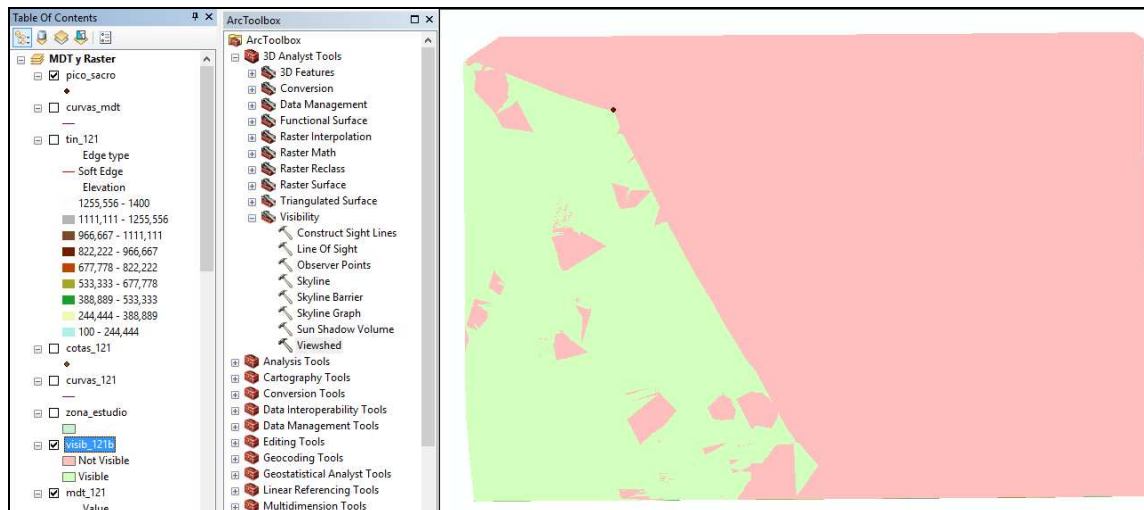 Table Of Contents
MDT y Raster
pico_sacro
curvas_mdt
tin_121
Edge type
Soft Edge
Elevation
1255,556 - 1400
1111,111 - 1255,556
966,667 - 1111,111
822,222 - 966,667
677,778 - 822,222
533,333 - 677,778
388,889 - 533,333
244,444 - 388,889
100 - 244,444
cotas_121
curvas_121
zona_estudio
visib_121b
Not Visible
Visible
mdt_121
Value
ArcToolbox
ArcToolbox
3D Analyst Tools
3D Features
Conversion
Data Management
Functional Surface
Raster Interpolation
Raster Math
Raster Reclass
Raster Surface
Triangulated Surface
Visibility
Construct Sight Lines
Line Of Sight
Observer Points
Skyline
Skyline Barrier
Skyline Graph
Sun Shadow Volume
Viewshed
Analysis Tools
Cartography Tools
Conversion Tools
Data Interoperability Tools
Data Management Tools
Editing Tools
Geocoding Tools
Geostatistical Analyst Tools
Linear Referencing Tools
Multidimension Tools